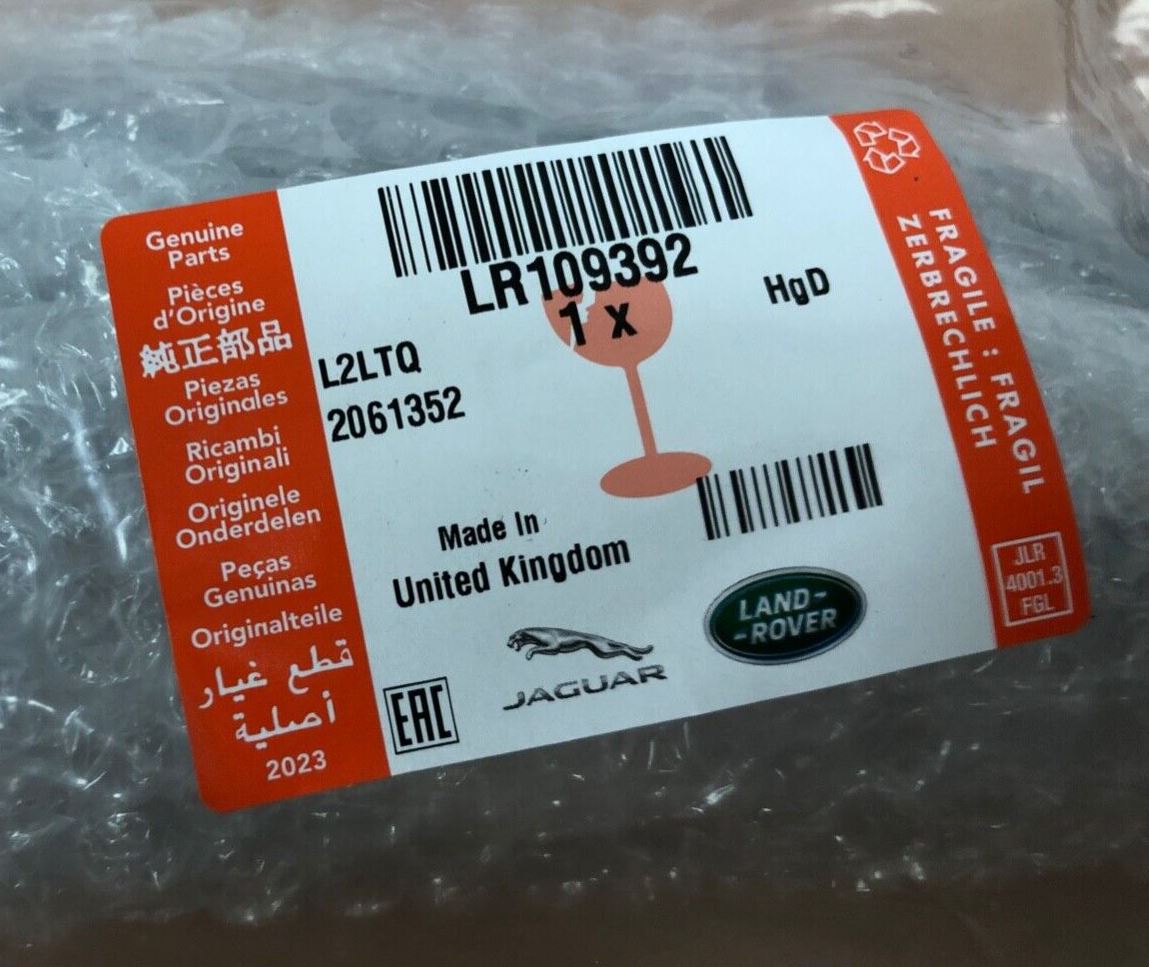 Genuine
Parts
Pièces
d'Origine
純正部品
Piezas
Originales
Ricambi
Originali
Originele
Onderdelen
Peças
Genuinas
Originalteile
قطع غيار
أصلية
2023
LR109392
1 x
HgD
L2LTQ
2061352
Made In
United Kingdom
EAC
JAGUAR
LAND-
-ROVER
FRAGILE : FRAGIL
ZERBRECHLICH
JLR
4001.3
FGL